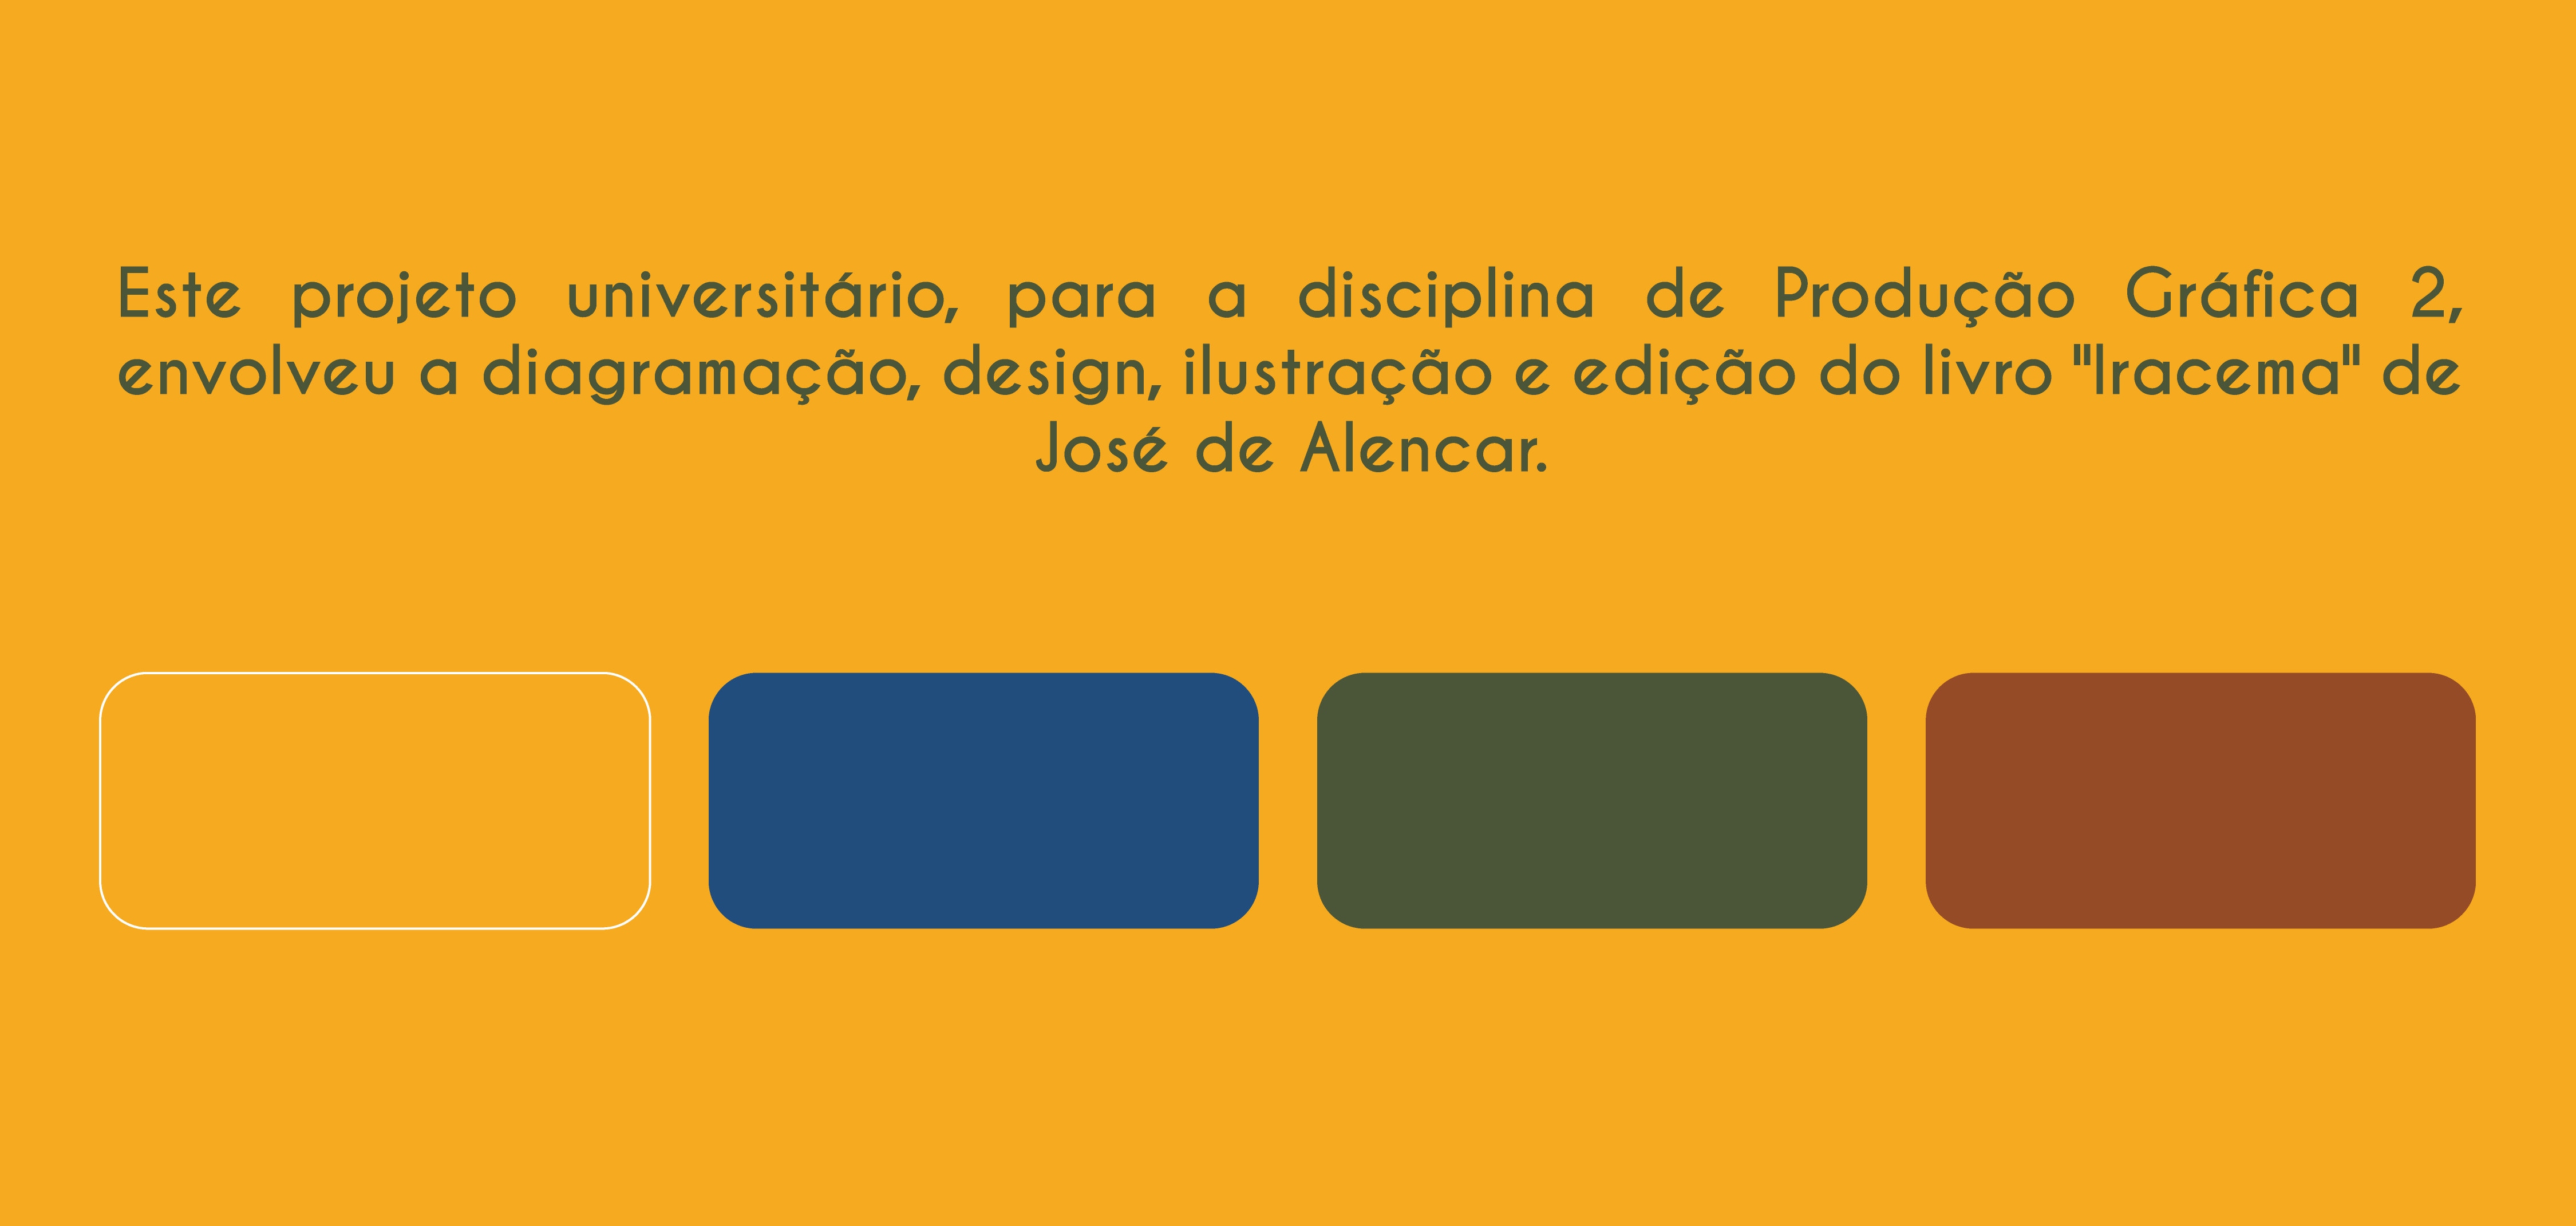 Este projeto universitário, para a disciplina de Produção Gráfica 2,
envolveu a diagramação, design, ilustração e edição do livro "Iracema" de
José de Alencar.